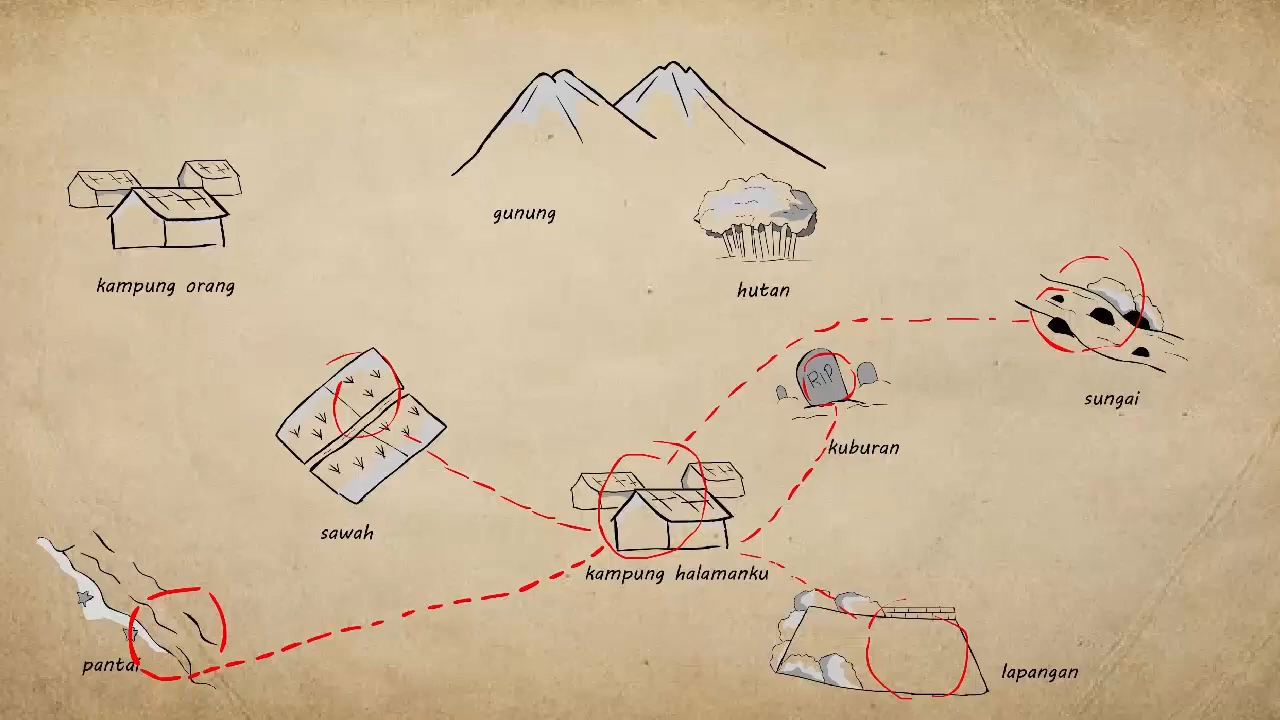 gunung
kampung orang
hutan
sungai
RIP
kuburan
sawah
kampung halamanku
pantai
lapangan